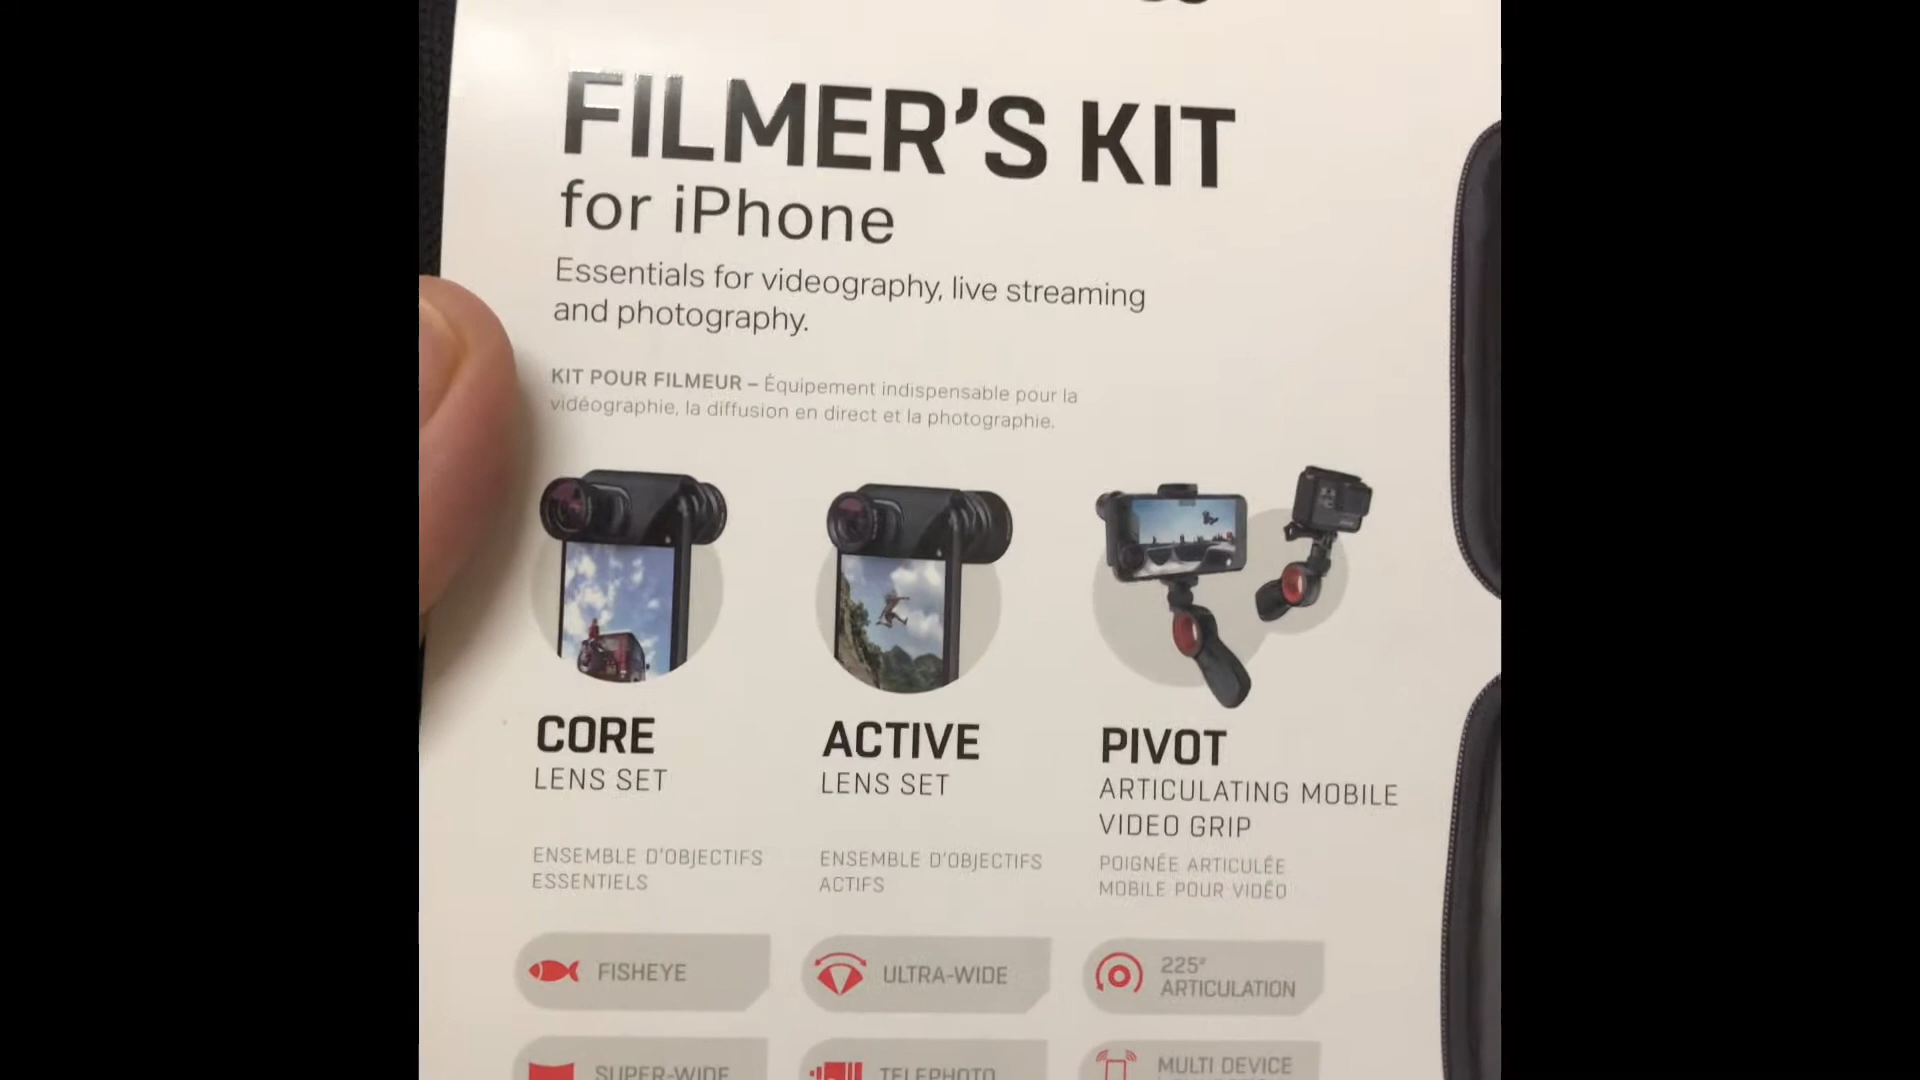 FILMER'S KIT
for iPhone
Essentials for videography, live streaming
and photography.
KIT POUR FILMEUR – Équipement indispensable pour la
vidéographie, la diffusion en direct et la photographie.
CORE
LENS SET
ENSEMBLE D'OBJECTIFS
ESSENTIELS
FISHEYE
SUPER-WIDE
ACTIVE
LENS SET
ENSEMBLE D'OBJECTIFS
ACTIFS
ULTRA-WIDE
TELEPHOTO
PIVOT
ARTICULATING MOBILE
VIDEO GRIP
POIGNÉE ARTICULÉE
MOBILE POUR VIDÉO
225°
ARTICULATION
MULTI DEVICE